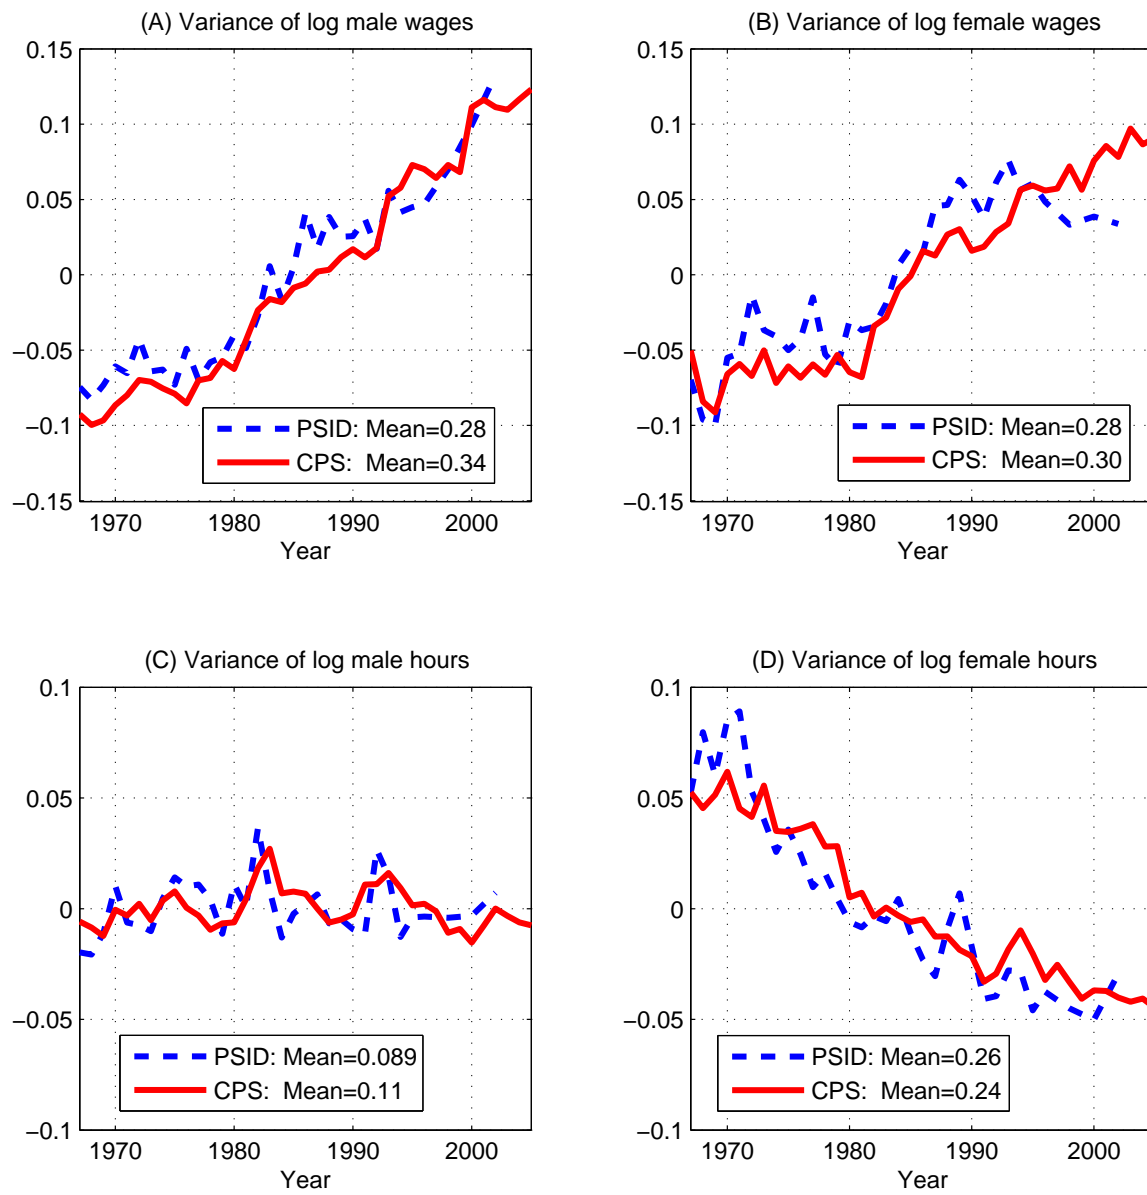 (A) Variance of log male wages
0.15
0.1
0.05
0
−0.05
−0.1
−0.15
PSID: Mean=0.28
CPS: Mean=0.34
1970 1980 1990 2000
Year
(B) Variance of log female wages
0.15
0.1
0.05
0
−0.05
−0.1
−0.15
PSID: Mean=0.28
CPS: Mean=0.30
1970 1980 1990 2000
Year
(C) Variance of log male hours
0.1
0.05
0
−0.05
−0.1
PSID: Mean=0.089
CPS: Mean=0.11
1970 1980 1990 2000
Year
(D) Variance of log female hours
0.1
0.05
0
−0.05
−0.1
PSID: Mean=0.26
CPS: Mean=0.24
1970 1980 1990 2000
Year